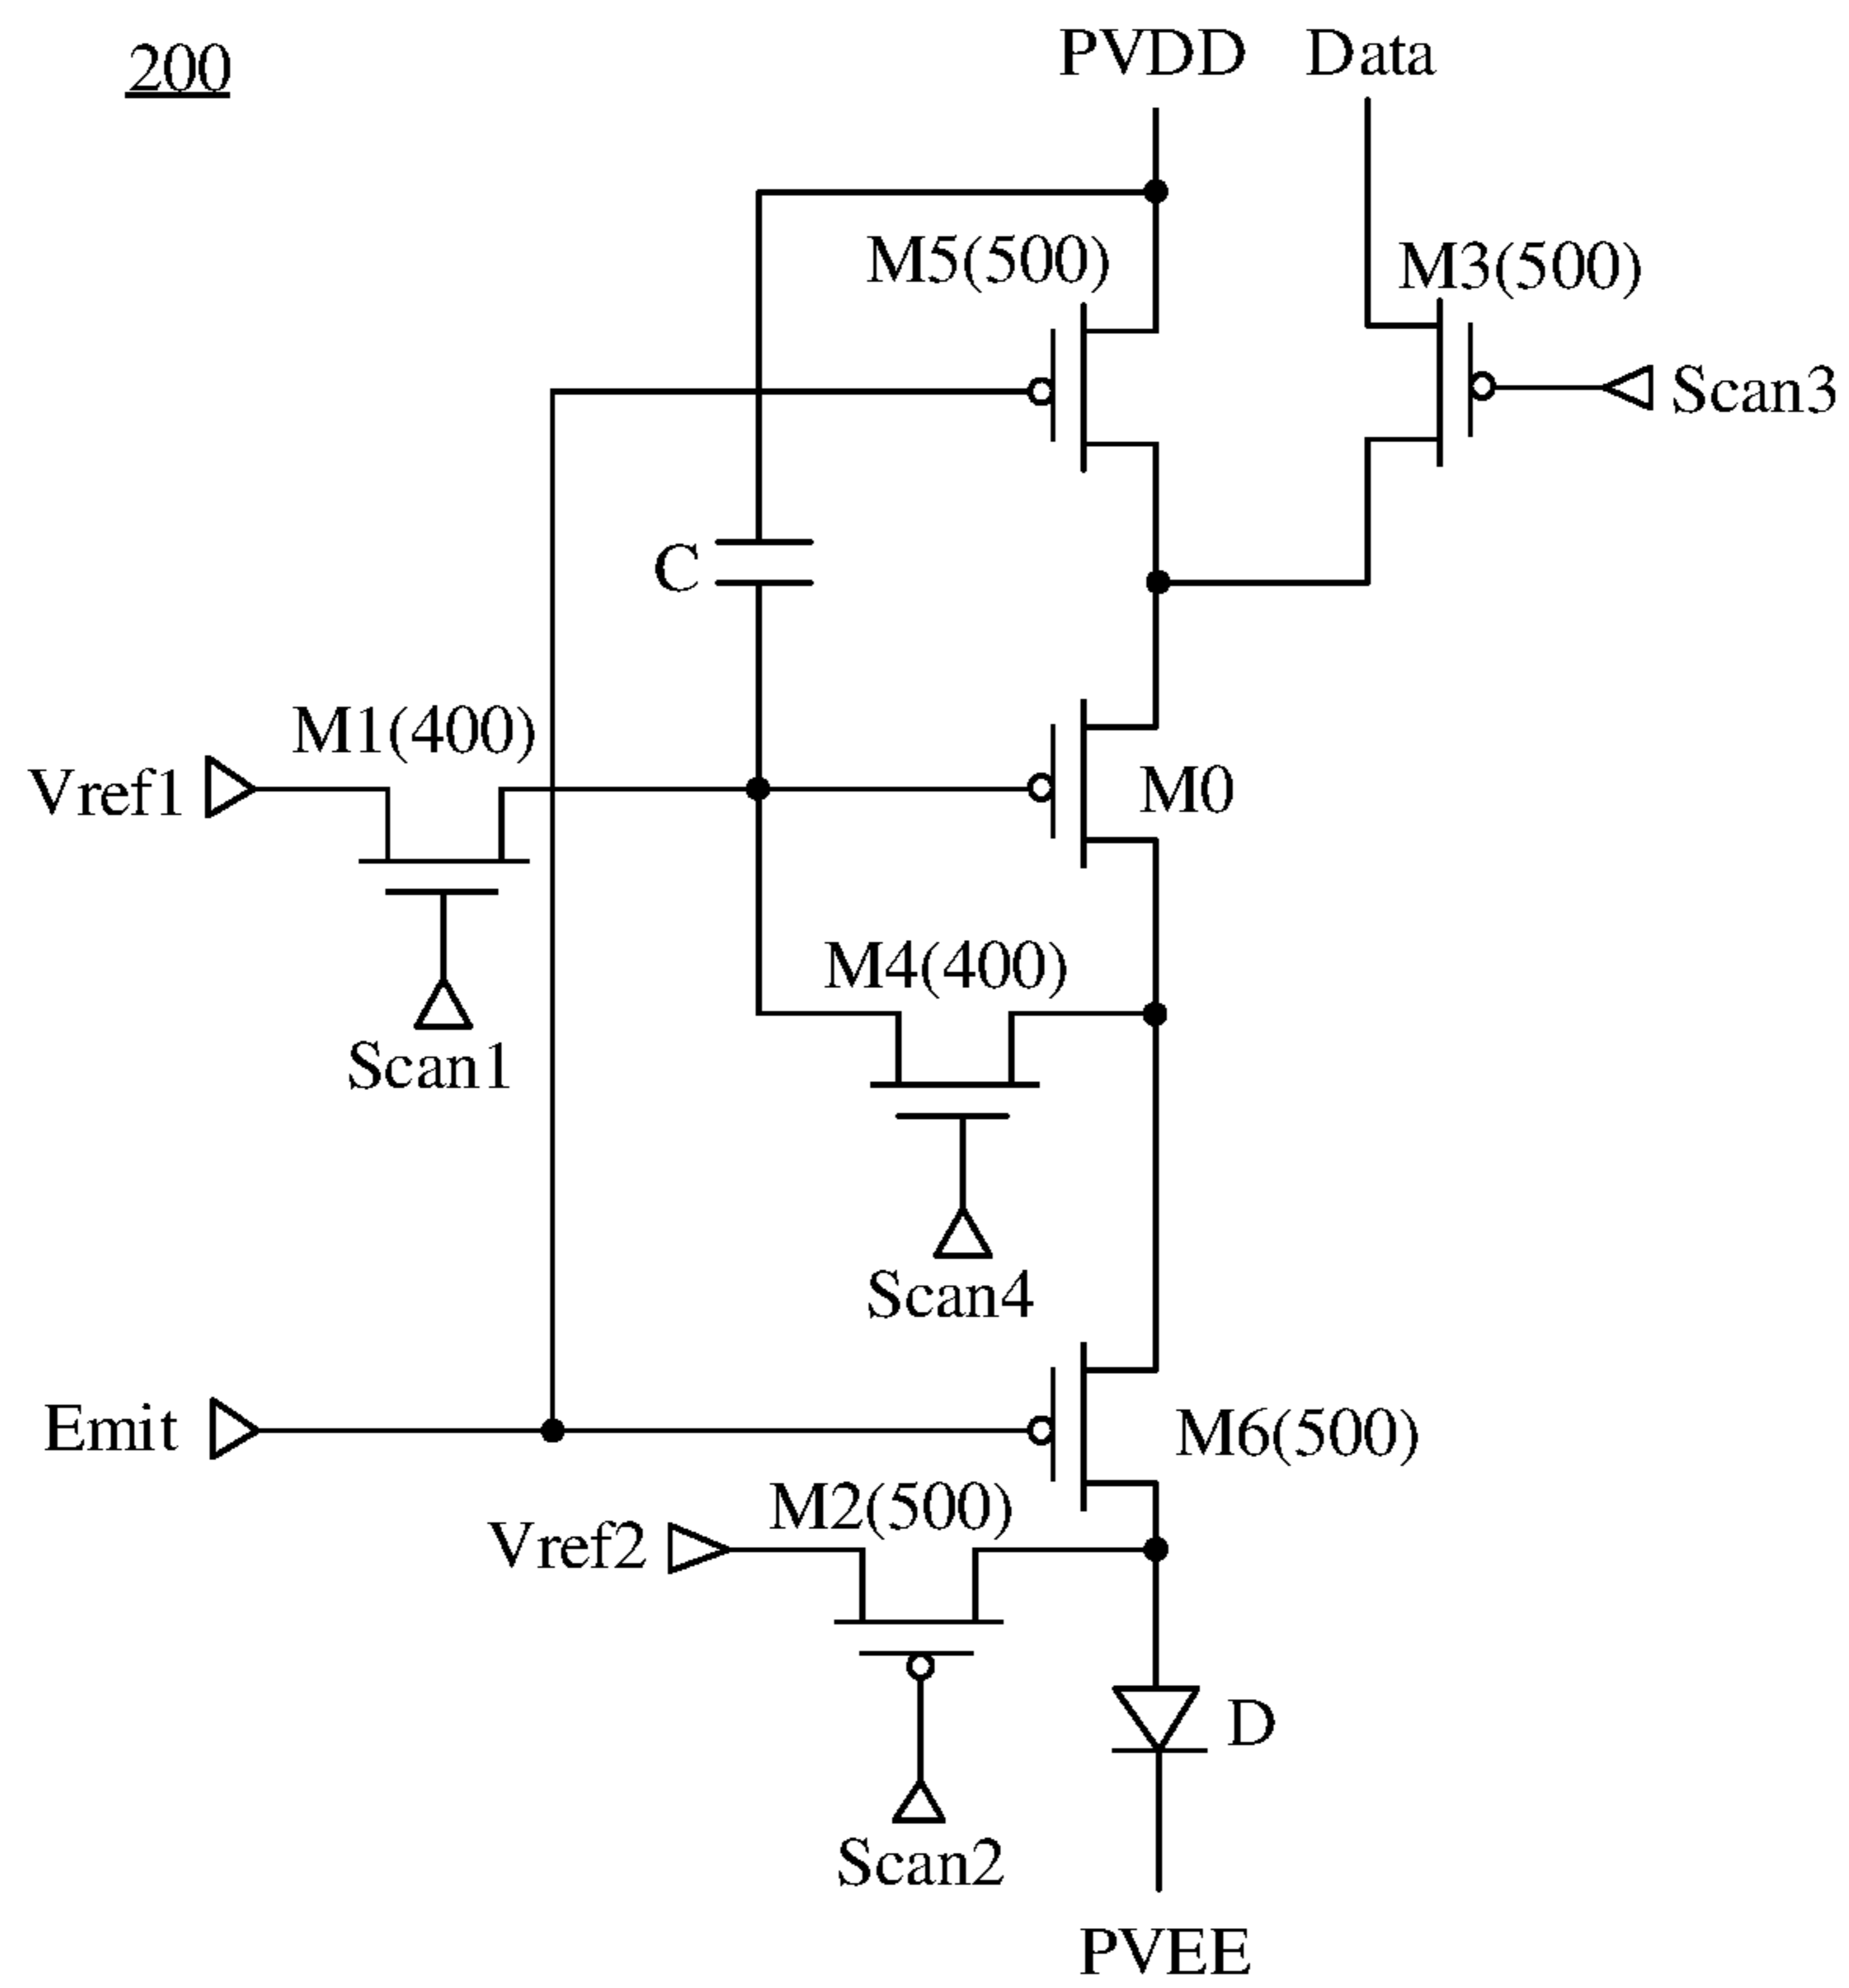 200
PVDD
Data
M5(500)
M3(500)
Scan3
C
M1(400)
Vref1
M0
M4(400)
Scan1
Scan4
Emit
M6(500)
M2(500)
Vref2
D
Scan2
PVEE